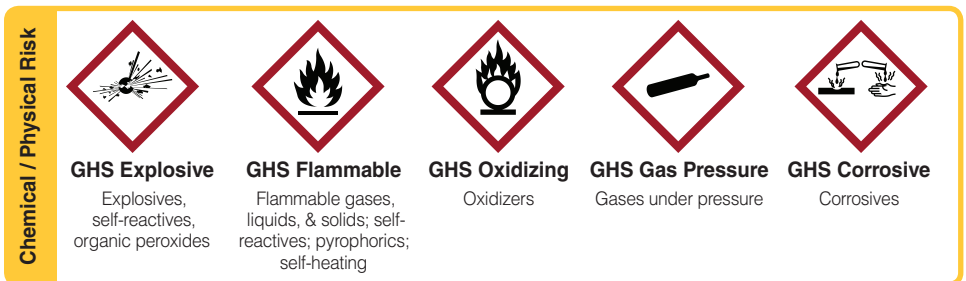 Chemical / Physical Risk
GHS Explosive
Explosives,
self-reactives,
organic peroxides
GHS Flammable
Flammable gases,
liquids, & solids; self-
reactives; pyrophorics;
self-heating
GHS Oxidizing
Oxidizers
GHS Gas Pressure
Gases under pressure
GHS Corrosive
Corrosives